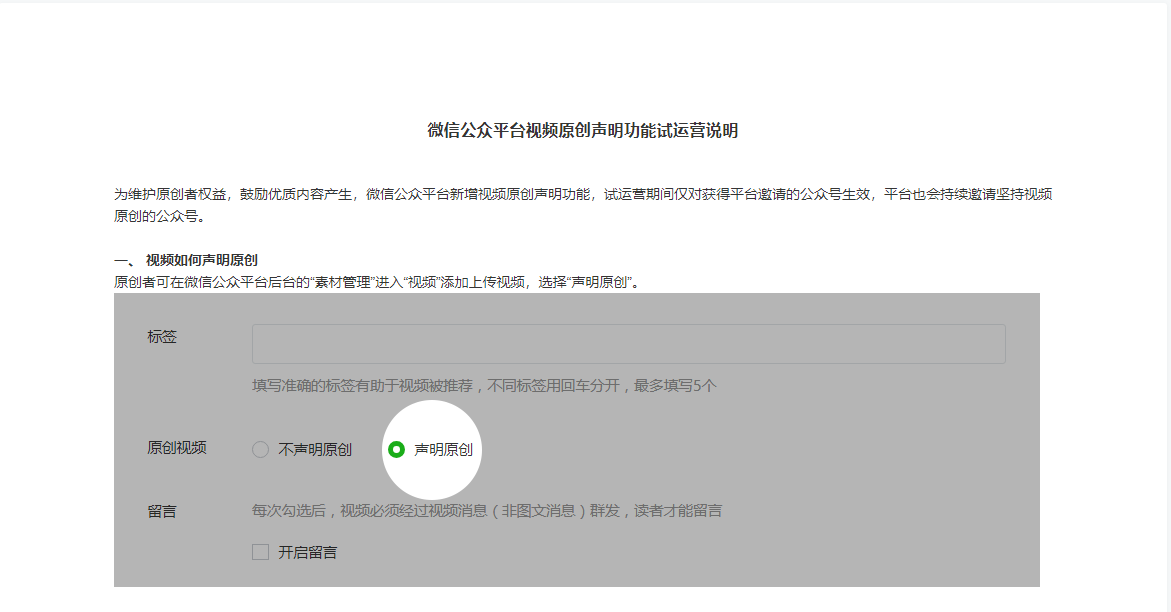 微信公众平台视频原创声明功能试运营说明
为维护原创者权益，鼓励优质内容产生，微信公众平台新增视频原创声明功能，试运营期间仅对获得平台邀请的公众号生效，平台也会持续邀请坚持视频
原创的公众号。
一、 视频如何声明原创
原创者可在微信公众平台后台的“素材管理”进入“视频”添加上传视频，选择“声明原创”。
标签
填写准确的标签有助于视频被推荐，不同标签用回车分开，最多填写5个
原创视频 不声明原创 声明原创
留言 每次勾选后，视频必须经过视频消息（非图文消息）群发，读者才能留言
开启留言